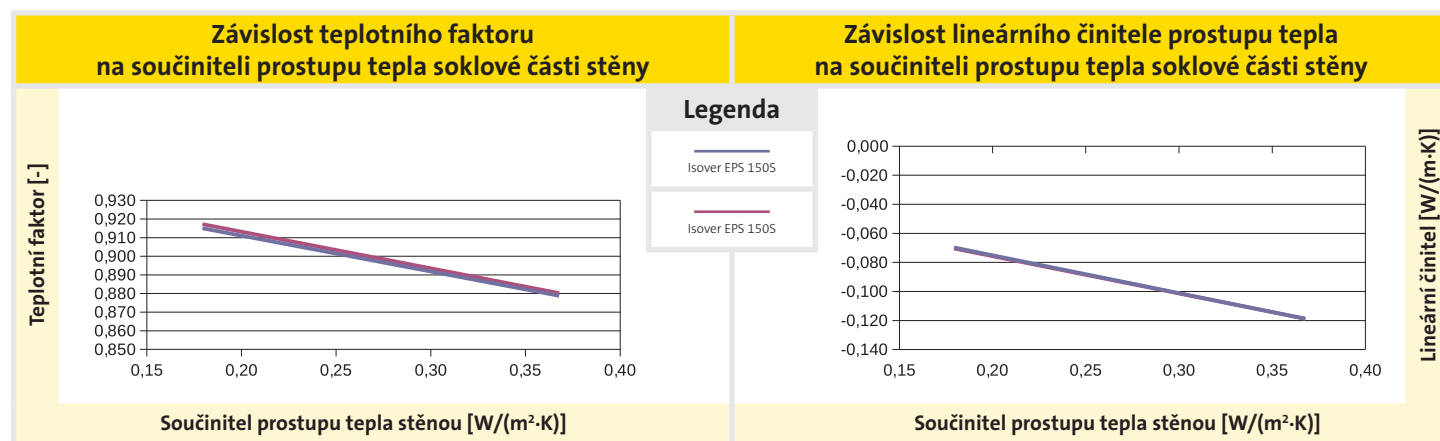 Závislost teplotního faktoru
na součiniteli prostupu tepla soklové části stěny
Závislost lineárního činitele prostupu tepla
na součiniteli prostupu tepla soklové části stěny
Teplotní faktor [-]
0,930
0,920
0,910
0,900
0,890
0,880
0,870
0,860
0,850
0,15 0,20 0,25 0,30 0,35 0,40
Legenda
Isover EPS 150S
Isover EPS 150S
0,000
-0,020
-0,040
-0,060
-0,080
-0,100
-0,120
-0,140
0,15 0,20 0,25 0,30 0,35 0,40
Lineární činitel [W/(m·K)]
Součinitel prostupu tepla stěnou [W/(m²·K)]
Součinitel prostupu tepla stěnou [W/(m²·K)]